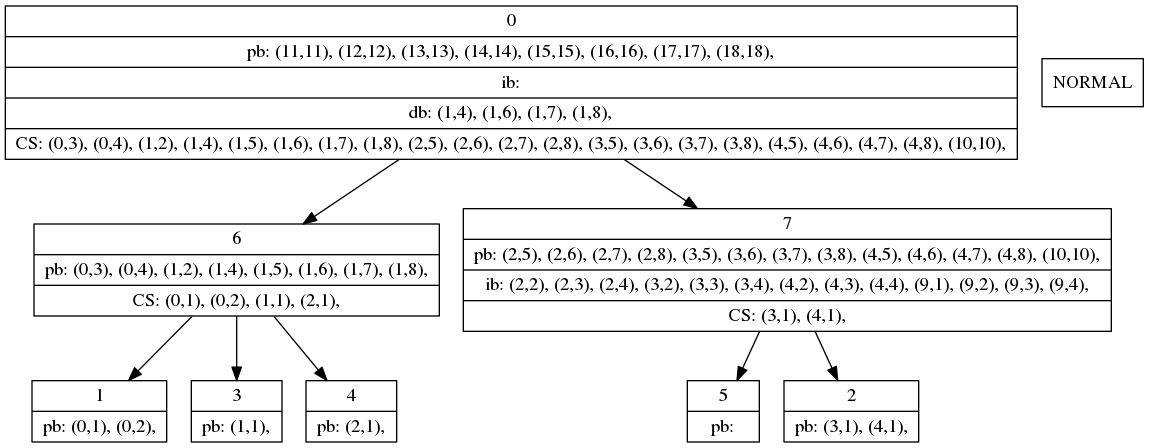 0
pb: (11,11), (12,12), (13,13), (14,14), (15,15), (16,16), (17,17), (18,18),
ib:
db: (1,4), (1,6), (1,7), (1,8),
CS: (0,3), (0,4), (1,2), (1,4), (1,5), (1,6), (1,7), (1,8), (2,5), (2,6), (2,7), (2,8), (3,5), (3,6), (3,7), (3,8), (4,5), (4,6), (4,7), (4,8), (10,10),
NORMAL
6
pb: (0,3), (0,4), (1,2), (1,4), (1,5), (1,6), (1,7), (1,8),
CS: (0,1), (0,2), (1,1), (2,1),
7
pb: (2,5), (2,6), (2,7), (2,8), (3,5), (3,6), (3,7), (3,8), (4,5), (4,6), (4,7), (4,8), (10,10),
ib: (2,2), (2,3), (2,4), (3,2), (3,3), (3,4), (4,2), (4,3), (4,4), (9,1), (9,2), (9,3), (9,4),
CS: (3,1), (4,1),
1
pb: (0,1), (0,2),
3
pb: (1,1),
4
pb: (2,1),
5
pb:
2
pb: (3,1), (4,1),